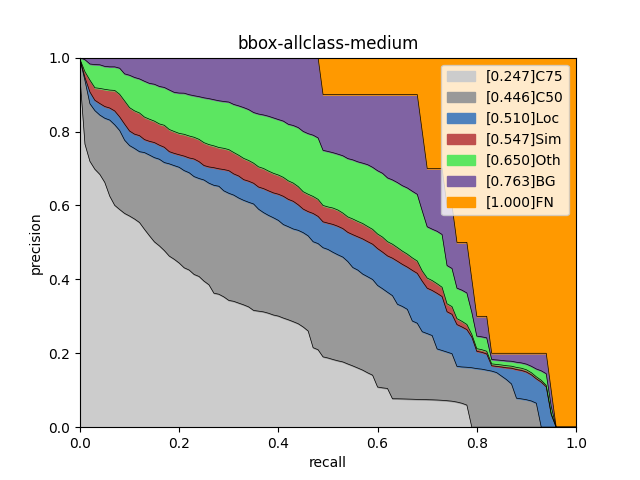 bbox-allclass-medium
1.0
0.8
0.6
0.4
0.2
0.0
precision
[0.247]C75
[0.446]C50
[0.510]Loc
[0.547]Sim
[0.650]Oth
[0.763]BG
[1.000]FN
0.0 0.2 0.4 0.6 0.8 1.0
recall